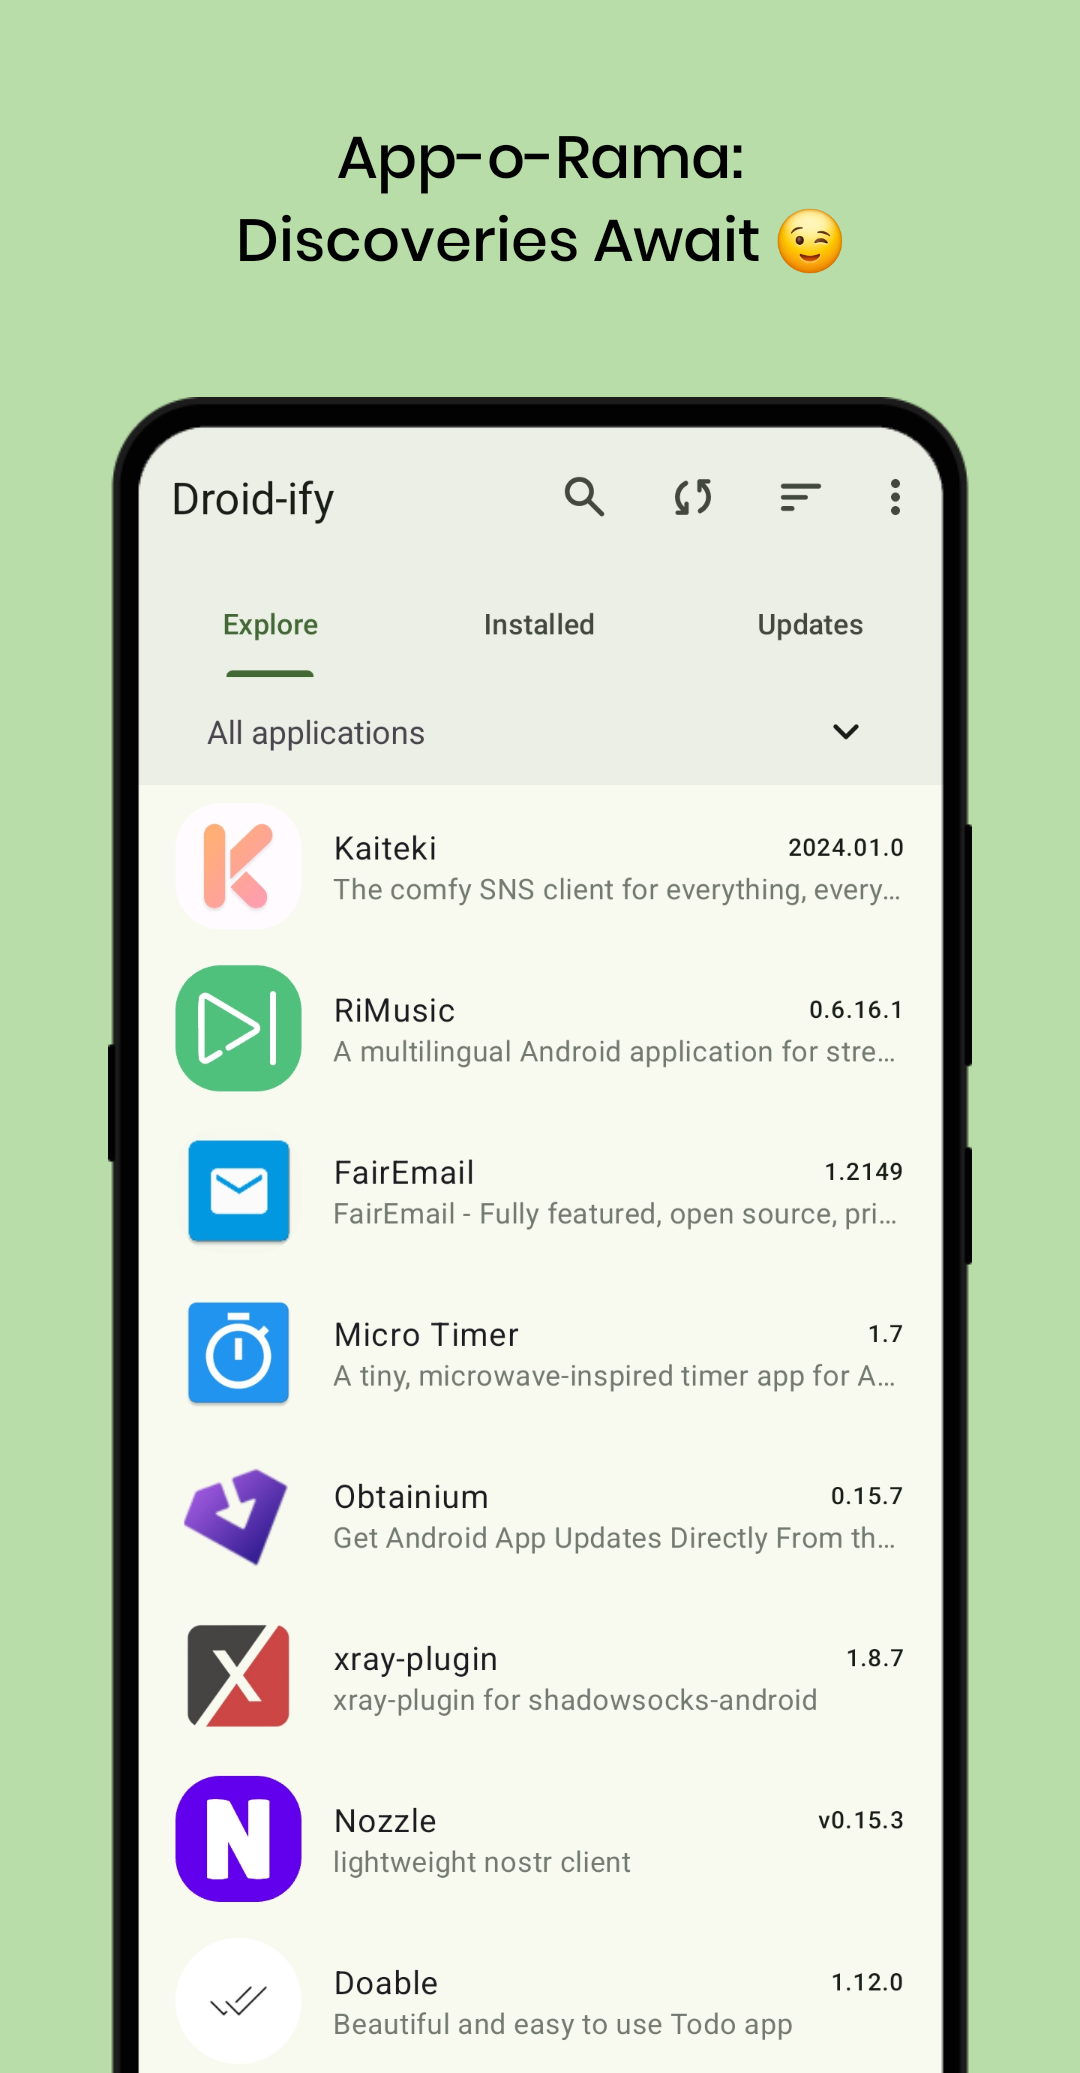 App-o-Rama:
Discoveries Await 😉
Droid-ify
Explore
Installed
Updates
All applications
Kaiteki
2024.01.0
The comfy SNS client for everything, every…
RiMusic
0.6.16.1
A multilingual Android application for stre…
FairEmail
1.2149
FairEmail - Fully featured, open source, pri…
Micro Timer
1.7
A tiny, microwave-inspired timer app for A…
Obtainium
0.15.7
Get Android App Updates Directly From th…
xray-plugin
1.8.7
xray-plugin for shadowsocks-android
Nozzle
v0.15.3
lightweight nostr client
Doable
1.12.0
Beautiful and easy to use Todo app